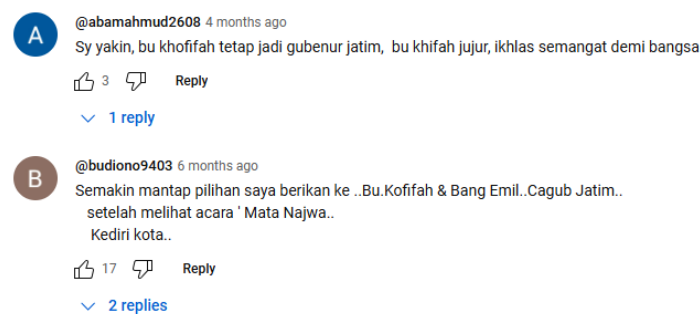 A
@abamahmud2608 4 months ago
Sy yakin, bu khofifah tetap jadi gubenur jatim, bu khifah jujur, ikhlas semangat demi bangsa
3 Reply
1 reply
B
@budiono9403 6 months ago
Semakin mantap pilihan saya berikan ke ..Bu.Kofifah & Bang Emil..Cagub Jatim..
setelah melihat acara ' Mata Najwa..
Kediri kota..
17 Reply
2 replies